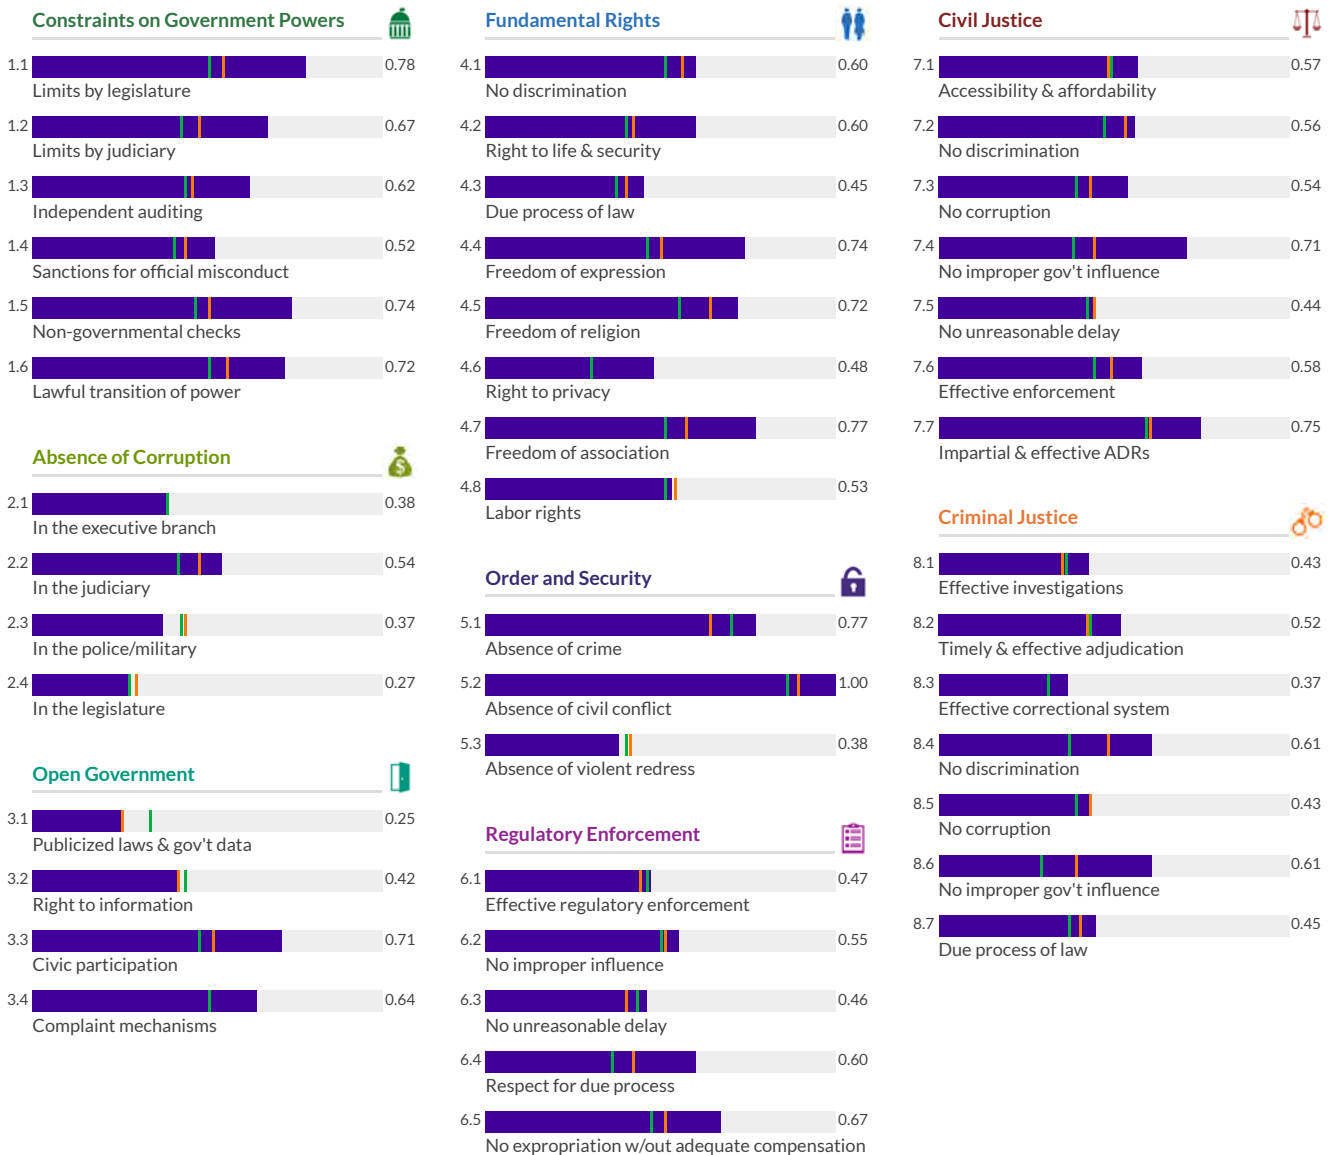 Constraints on Government Powers
1.1 0.78
Limits by legislature
1.2 0.67
Limits by judiciary
1.3 0.62
Independent auditing
1.4 0.52
Sanctions for official misconduct
1.5 0.74
Non-governmental checks
1.6 0.72
Lawful transition of power
Absence of Corruption
$
2.1 0.38
In the executive branch
2.2 0.54
In the judiciary
2.3 0.37
In the police/military
2.4 0.27
In the legislature
Open Government
3.1 0.25
Publicized laws & gov't data
3.2 0.42
Right to information
3.3 0.71
Civic participation
3.4 0.64
Complaint mechanisms
Fundamental Rights
4.1 0.60
No discrimination
4.2 0.60
Right to life & security
4.3 0.45
Due process of law
4.4 0.74
Freedom of expression
4.5 0.72
Freedom of religion
4.6 0.48
Right to privacy
4.7 0.77
Freedom of association
4.8 0.53
Labor rights
Order and Security
5.1 0.77
Absence of crime
5.2 1.00
Absence of civil conflict
5.3 0.38
Absence of violent redress
Regulatory Enforcement
6.1 0.47
Effective regulatory enforcement
6.2 0.55
No improper influence
6.3 0.46
No unreasonable delay
6.4 0.60
Respect for due process
6.5 0.67
No expropriation w/out adequate compensation
Civil Justice
7.1 0.57
Accessibility & affordability
7.2 0.56
No discrimination
7.3 0.54
No corruption
7.4 0.71
No improper gov't influence
7.5 0.44
No unreasonable delay
7.6 0.58
Effective enforcement
7.7 0.75
Impartial & effective ADRs
Criminal Justice
8.1 0.43
Effective investigations
8.2 0.52
Timely & effective adjudication
8.3 0.37
Effective correctional system
8.4 0.61
No discrimination
8.5 0.43
No corruption
8.6 0.61
No improper gov't influence
8.7 0.45
Due process of law